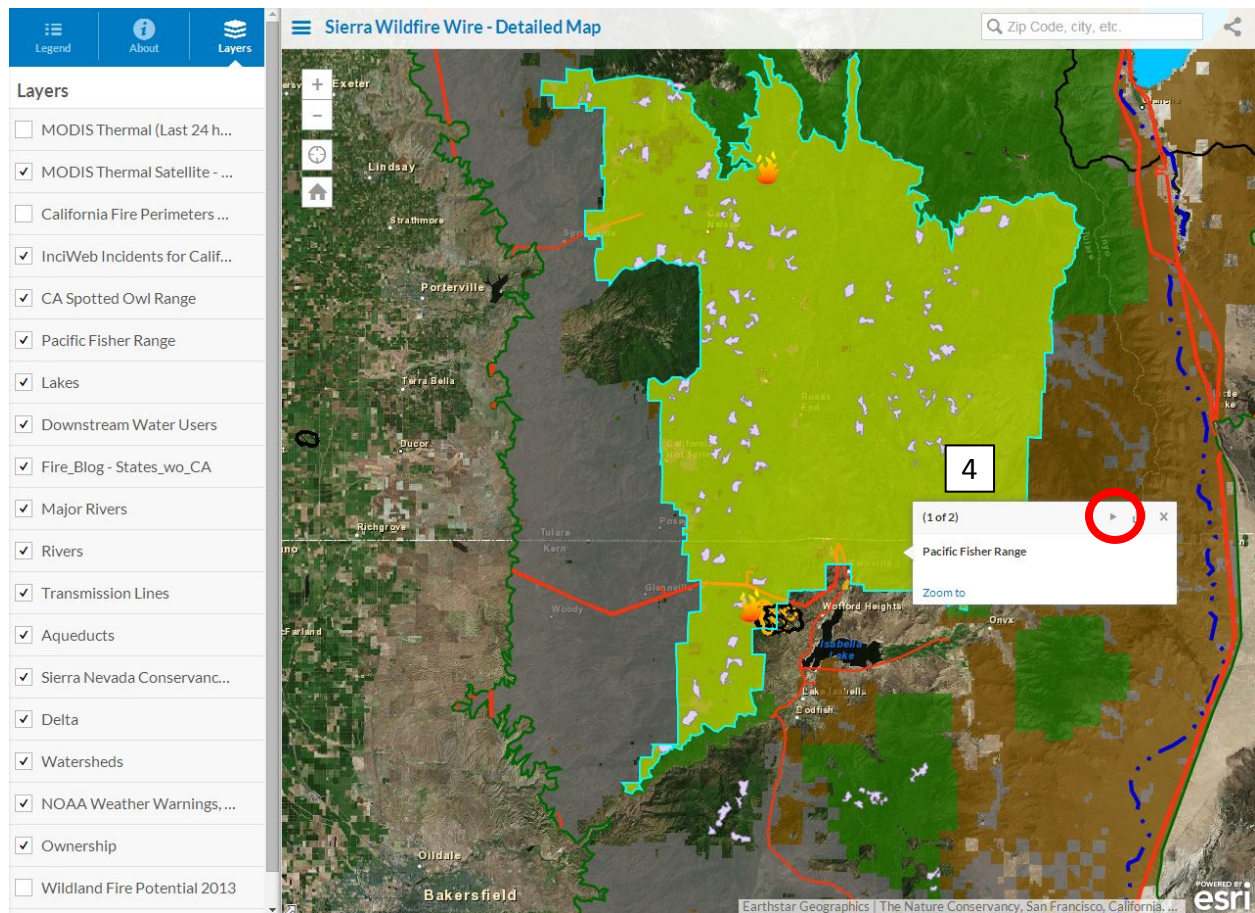 Legend
About
Layers
Sierra Wildfire Wire - Detailed Map
Zip Code, city, etc.
Layers
MODIS Thermal (Last 24 h...
MODIS Thermal Satellite - ...
California Fire Perimeters ...
InciWeb Incidents for Calif...
CA Spotted Owl Range
Pacific Fisher Range
Lakes
Downstream Water Users
Fire_Blog - States_wo_CA
Major Rivers
Rivers
Transmission Lines
Aqueducts
Sierra Nevada Conservanc...
Delta
Watersheds
NOAA Weather Warnings, ...
Ownership
Wildland Fire Potential 2013
+
Exeter
−
Lindsay
Strathmore
Porterville
Tulare
Inyo
Terra Bella
Roads
End
Ducor
4
Richgrove
Tulare
Kern
(1 of 2)
Pacific Fisher Range
Zoom to
Glennville
Woody
Wofford Heights
Onyx
Isabella
Lake
Lake Isabella
Bodfish
Oildale
Bakersfield
Earthstar Geographics | The Nature Conservancy, San Francisco, California. ...
POWERED BY
esri